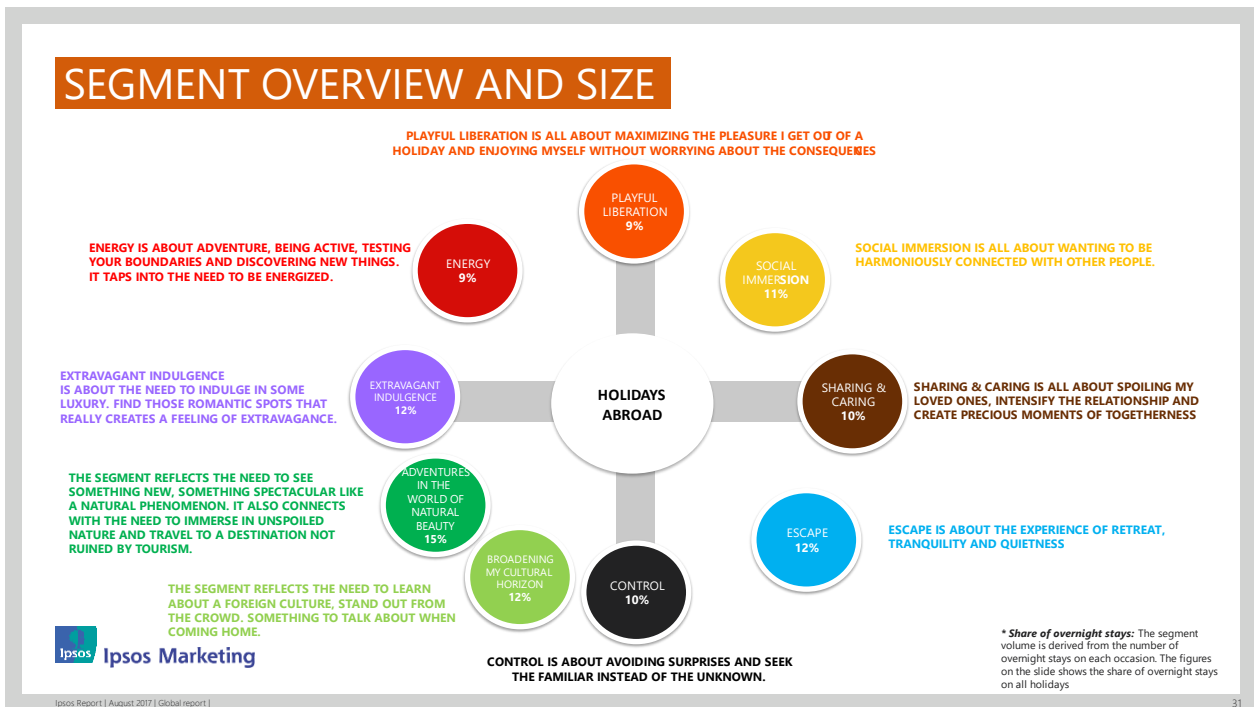 SEGMENT OVERVIEW AND SIZE
PLAYFUL LIBERATION IS ALL ABOUT MAXIMIZING THE PLEASURE I GET OUT OF A
HOLIDAY AND ENJOYING MYSELF WITHOUT WORRYING ABOUT THE CONSEQUENCES
PLAYFUL
LIBERATION
9%
ENERGY IS ABOUT ADVENTURE, BEING ACTIVE, TESTING
YOUR BOUNDARIES AND DISCOVERING NEW THINGS.
IT TAPS INTO THE NEED TO BE ENERGIZED.
ENERGY
9%
SOCIAL
IMMERSION
11%
SOCIAL IMMERSION IS ALL ABOUT WANTING TO BE
HARMONIOUSLY CONNECTED WITH OTHER PEOPLE.
EXTRAVAGANT INDULGENCE
IS ABOUT THE NEED TO INDULGE IN SOME
LUXURY. FIND THOSE ROMANTIC SPOTS THAT
REALLY CREATES A FEELING OF EXTRAVAGANCE.
EXTRAVAGANT
INDULGENCE
12%
HOLIDAYS
ABROAD
SHARING &
CARING
10%
SHARING & CARING IS ALL ABOUT SPOILING MY
LOVED ONES, INTENSIFY THE RELATIONSHIP AND
CREATE PRECIOUS MOMENTS OF TOGETHERNESS
THE SEGMENT REFLECTS THE NEED TO SEE
SOMETHING NEW, SOMETHING SPECTACULAR LIKE
A NATURAL PHENOMENON. IT ALSO CONNECTS
WITH THE NEED TO IMMERSE IN UNSPOILED
NATURE AND TRAVEL TO A DESTINATION NOT
RUINED BY TOURISM.
ADVENTURES
IN THE
WORLD OF
NATURAL
BEAUTY
15%
ESCAPE
12%
ESCAPE IS ABOUT THE EXPERIENCE OF RETREAT,
TRANQUILITY AND QUIETNESS
THE SEGMENT REFLECTS THE NEED TO LEARN
ABOUT A FOREIGN CULTURE, STAND OUT FROM
THE CROWD. SOMETHING TO TALK ABOUT WHEN
COMING HOME.
BROADENING
MY CULTURAL
HORIZON
12%
CONTROL
10%
CONTROL IS ABOUT AVOIDING SURPRISES AND SEEK
THE FAMILIAR INSTEAD OF THE UNKNOWN.
* Share of overnight stays: The segment
volume is derived from the number of
overnight stays on each occasion. The figures
on the slide shows the share of overnight stays
on all holidays
Ipsos Ipsos Marketing
Ipsos Report | August 2017 | Global report |
31